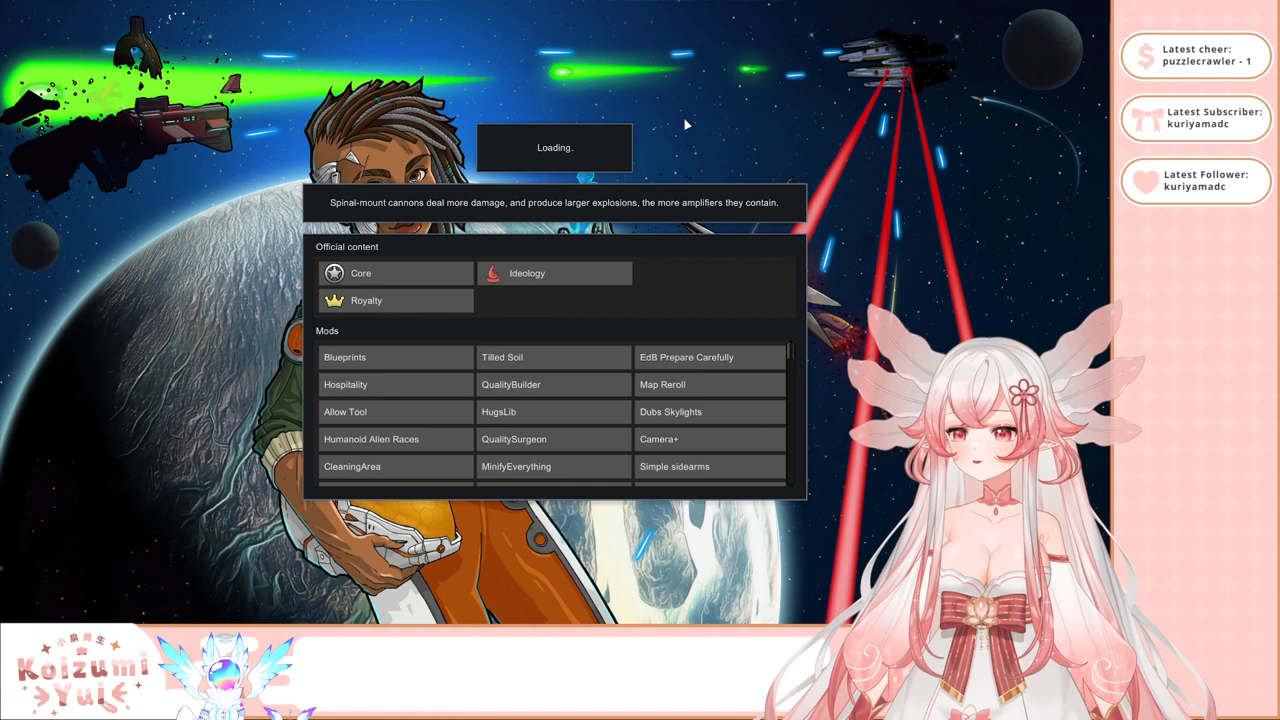 Loading.
Spinal-mount cannons deal more damage, and produce larger explosions, the more amplifiers they contain.
Official content
Core
Ideology
Royalty
Mods
Blueprints
Tilled Soil
EdB Prepare Carefully
Hospitality
QualityBuilder
Map Reroll
Allow Tool
HugsLib
Dubs Skylights
Humanoid Alien Races
QualitySurgeon
Camera+
CleaningArea
MinifyEverything
Simple sidearms
Latest cheer:
puzzlecrawler - 1
Latest Subscriber:
kuriyamadc
Latest Follower:
kuriyamadc
Koizumi
Yui